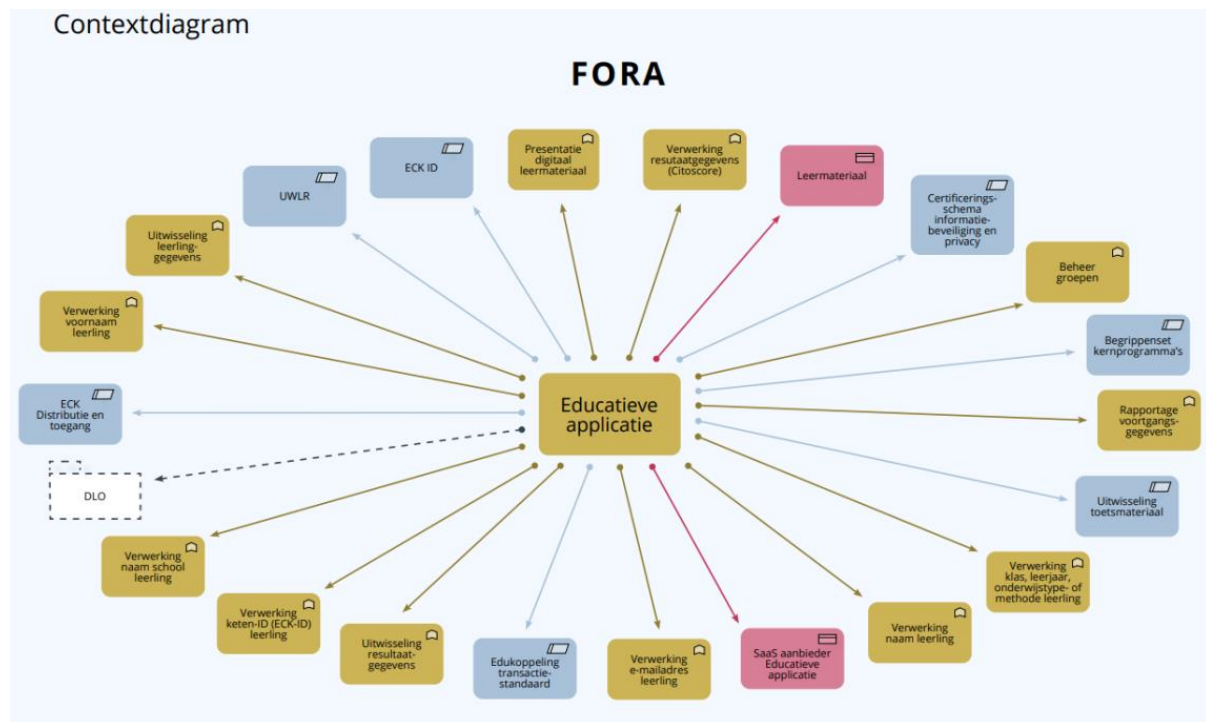 Contextdiagram
FORA
Presentatie
digitaal
leermateriaal
Verwerking
resutaatgegevens
(Citoscore)
ECK ID
Leermateriaal
UWLR
Certificerings-
schema
informatie-
beveiliging en
privacy
Uitwisseling
leerling-
gegevens
Beheer
groepen
Verwerking
voornaam
leerling
Begrippenset
kernprogramma's
ECK
Distributie en
toegang
Educatieve
applicatie
Rapportage
voortgangs-
gegevens
DLO
Uitwisseling
toetsmateriaal
Verwerking
naam school
leerling
Verwerking
klas, leerjaar,
onderwijstype- of
methode leerling
Verwerking
keten-ID (ECK-ID)
leerling
Verwerking
naam leerling
Uitwisseling
resultaat-
gegevens
Edukoppeling
transactie-
standaard
Verwerking
e-mailadres
leerling
SaaS aanbieder
Educatieve
applicatie